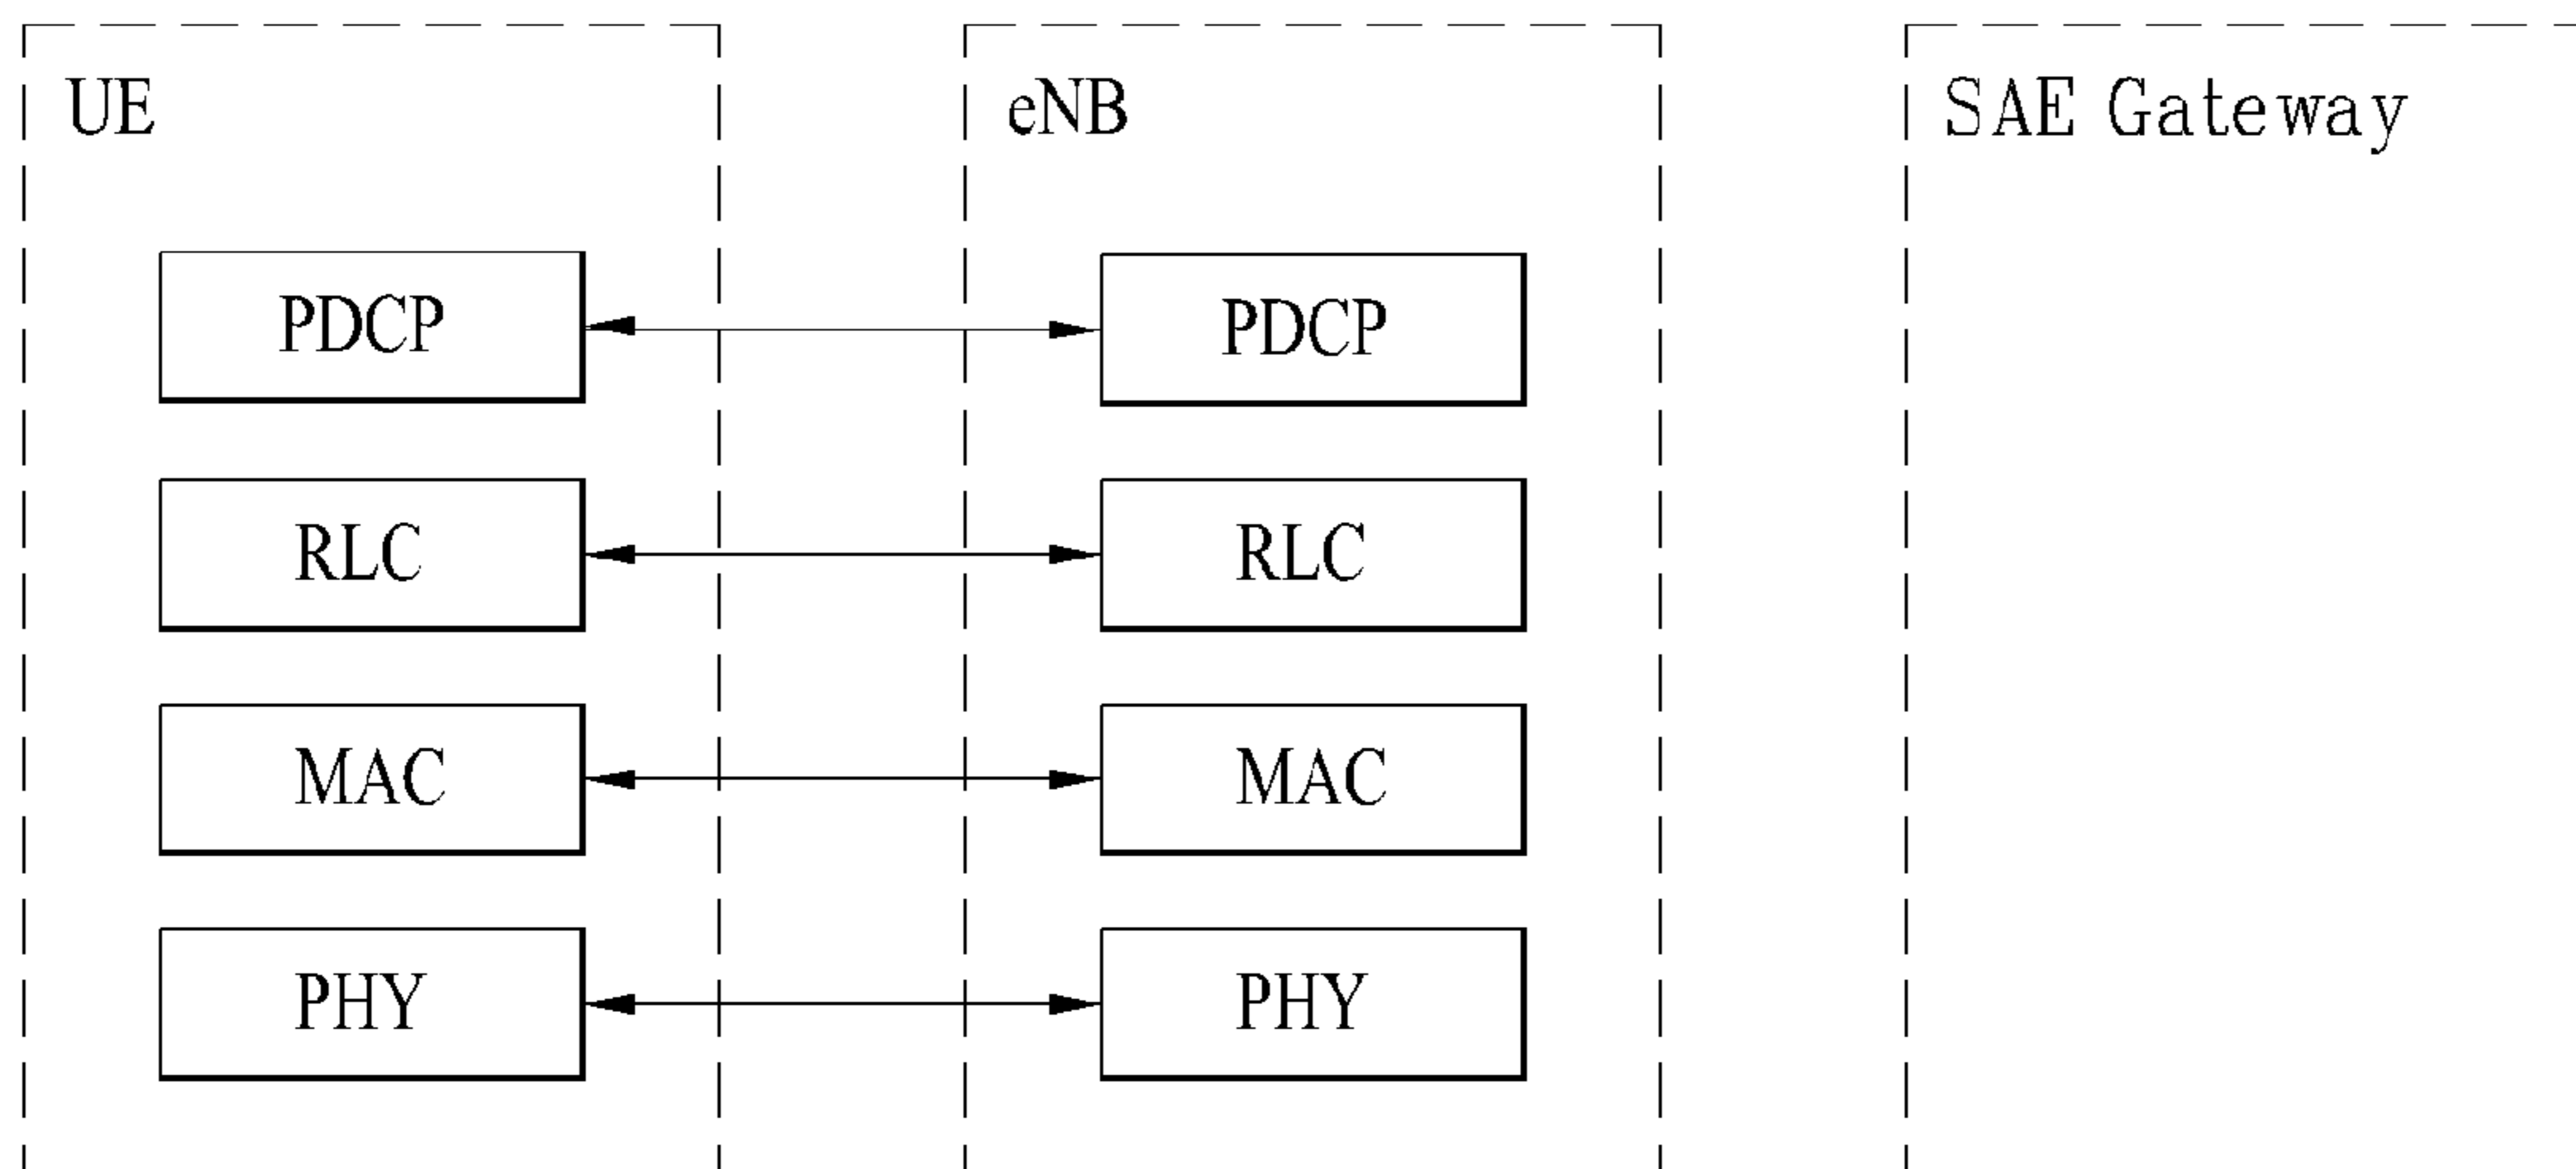 UE
eNB
SAE Gateway
PDCP
PDCP
RLC
RLC
MAC
MAC
PHY
PHY